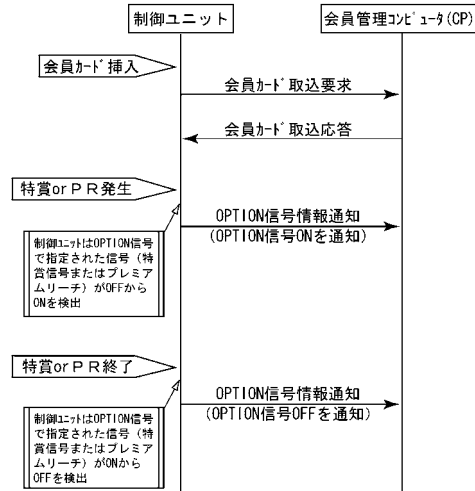 制御ユニット
会員管理ｺﾝﾋﾟｭｰﾀ(CP)
会員ｶｰﾄﾞ挿入
会員ｶｰﾄﾞ取込要求
会員ｶｰﾄﾞ取込応答
特賞orＰＲ発生
OPTION信号情報通知
(OPTION信号ONを通知)
制御ﾕﾆｯﾄはOPTION信号
で指定された信号（特
賞信号またはプレミア
ムリーチ）がOFFから
ONを検出
特賞orＰＲ終了
OPTION信号情報通知
(OPTION信号OFFを通知)
制御ﾕﾆｯﾄはOPTION信号
で指定された信号（特
賞信号またはプレミア
ムリーチ）がONから
OFFを検出